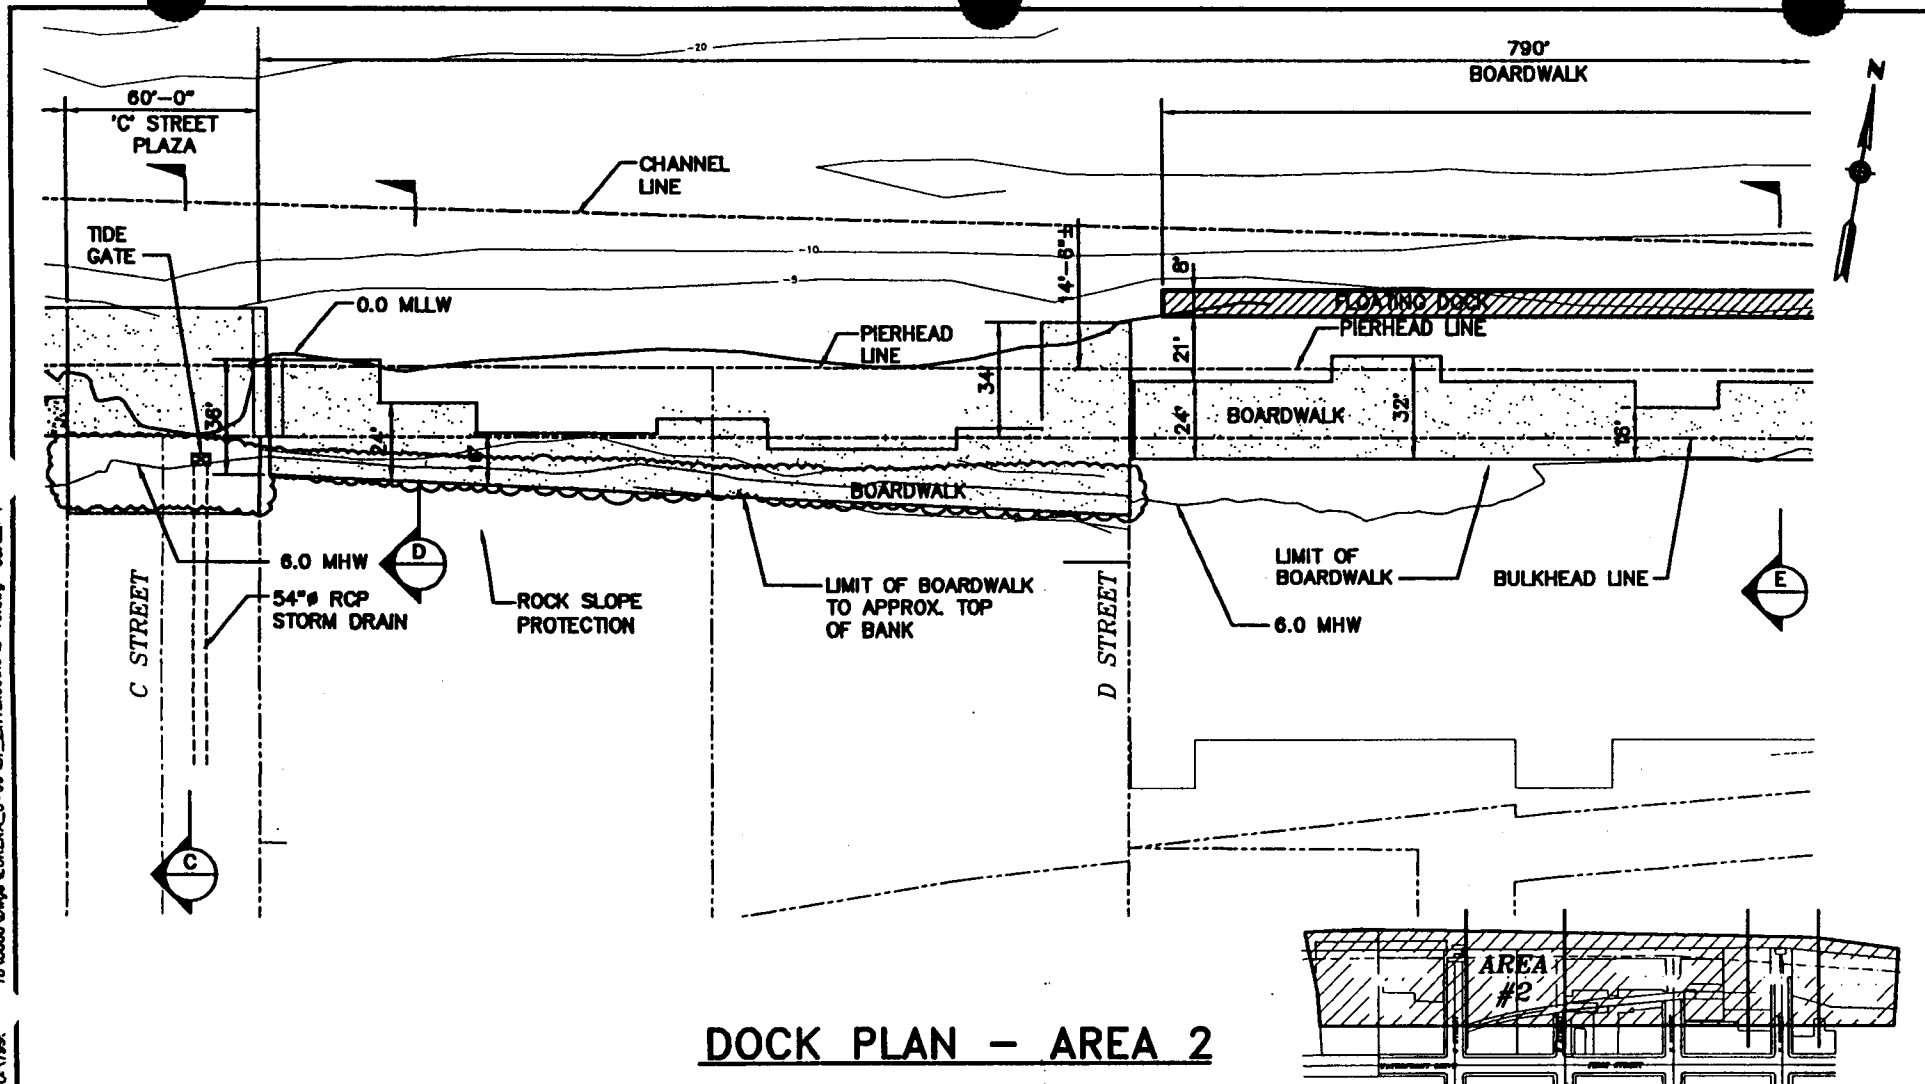 -20
790'
BOARDWALK
N
60'-0"
'C' STREET
PLAZA
CHANNEL
LINE
TIDE
GATE
-10
-5
14'-6"±
8'
0.0 MLLW
FLOATING DOCK
PIERHEAD
LINE
PIERHEAD LINE
21'
34'
36'
24'
BOARDWALK
24'
32'
16'
BOARDWALK
6.0 MHW
D
54"ø RCP
STORM DRAIN
ROCK SLOPE
PROTECTION
LIMIT OF BOARDWALK
TO APPROX. TOP
OF BANK
LIMIT OF
BOARDWALK
BULKHEAD LINE
E
6.0 MHW
C STREET
D STREET
C
AREA
#2
DOCK PLAN - AREA 2